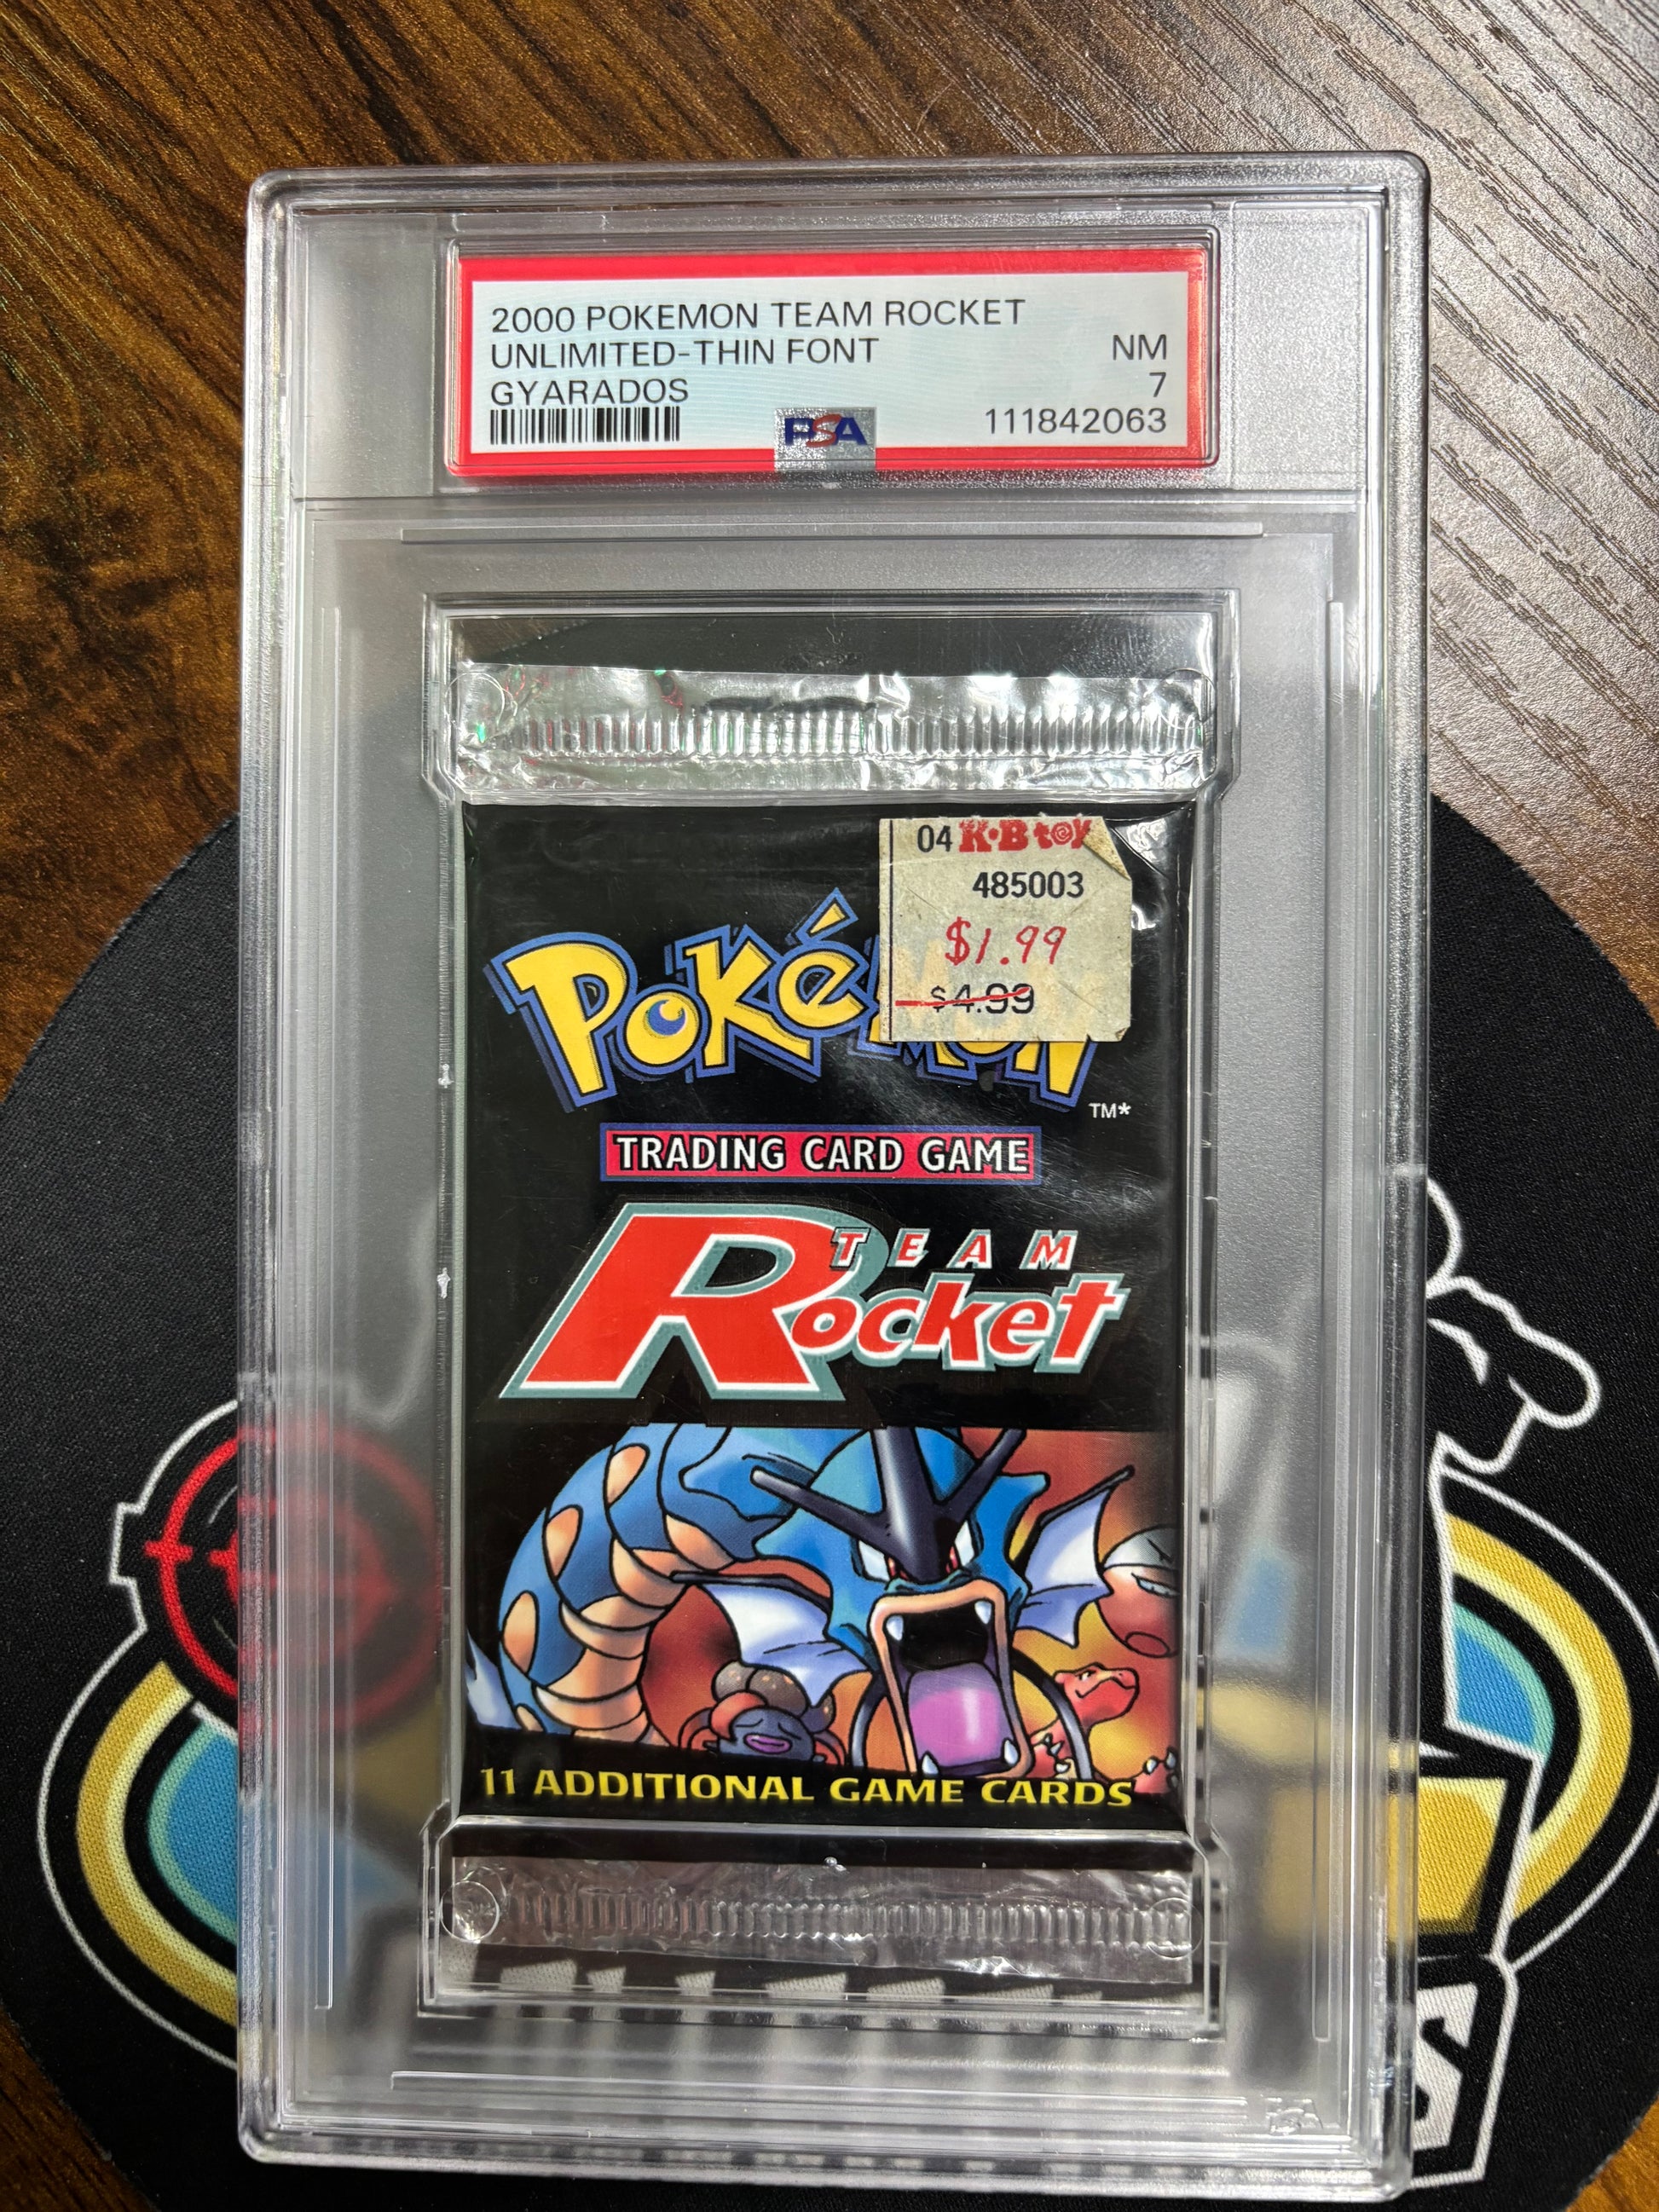 2000 POKEMON TEAM ROCKET
UNLIMITED-THIN FONT NM
GYARADOS 7
PSA 111842063
04 K·B toy
485003
$1.99
$4.99
POKéMON
TM*
TRADING CARD GAME
TEAM
Rocket
11 ADDITIONAL GAME CARDS